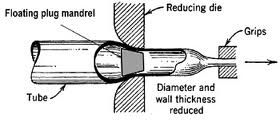 Floating plug mandrel
Reducing die
Grips
Tube
Diameter and
wall thickness
reduced